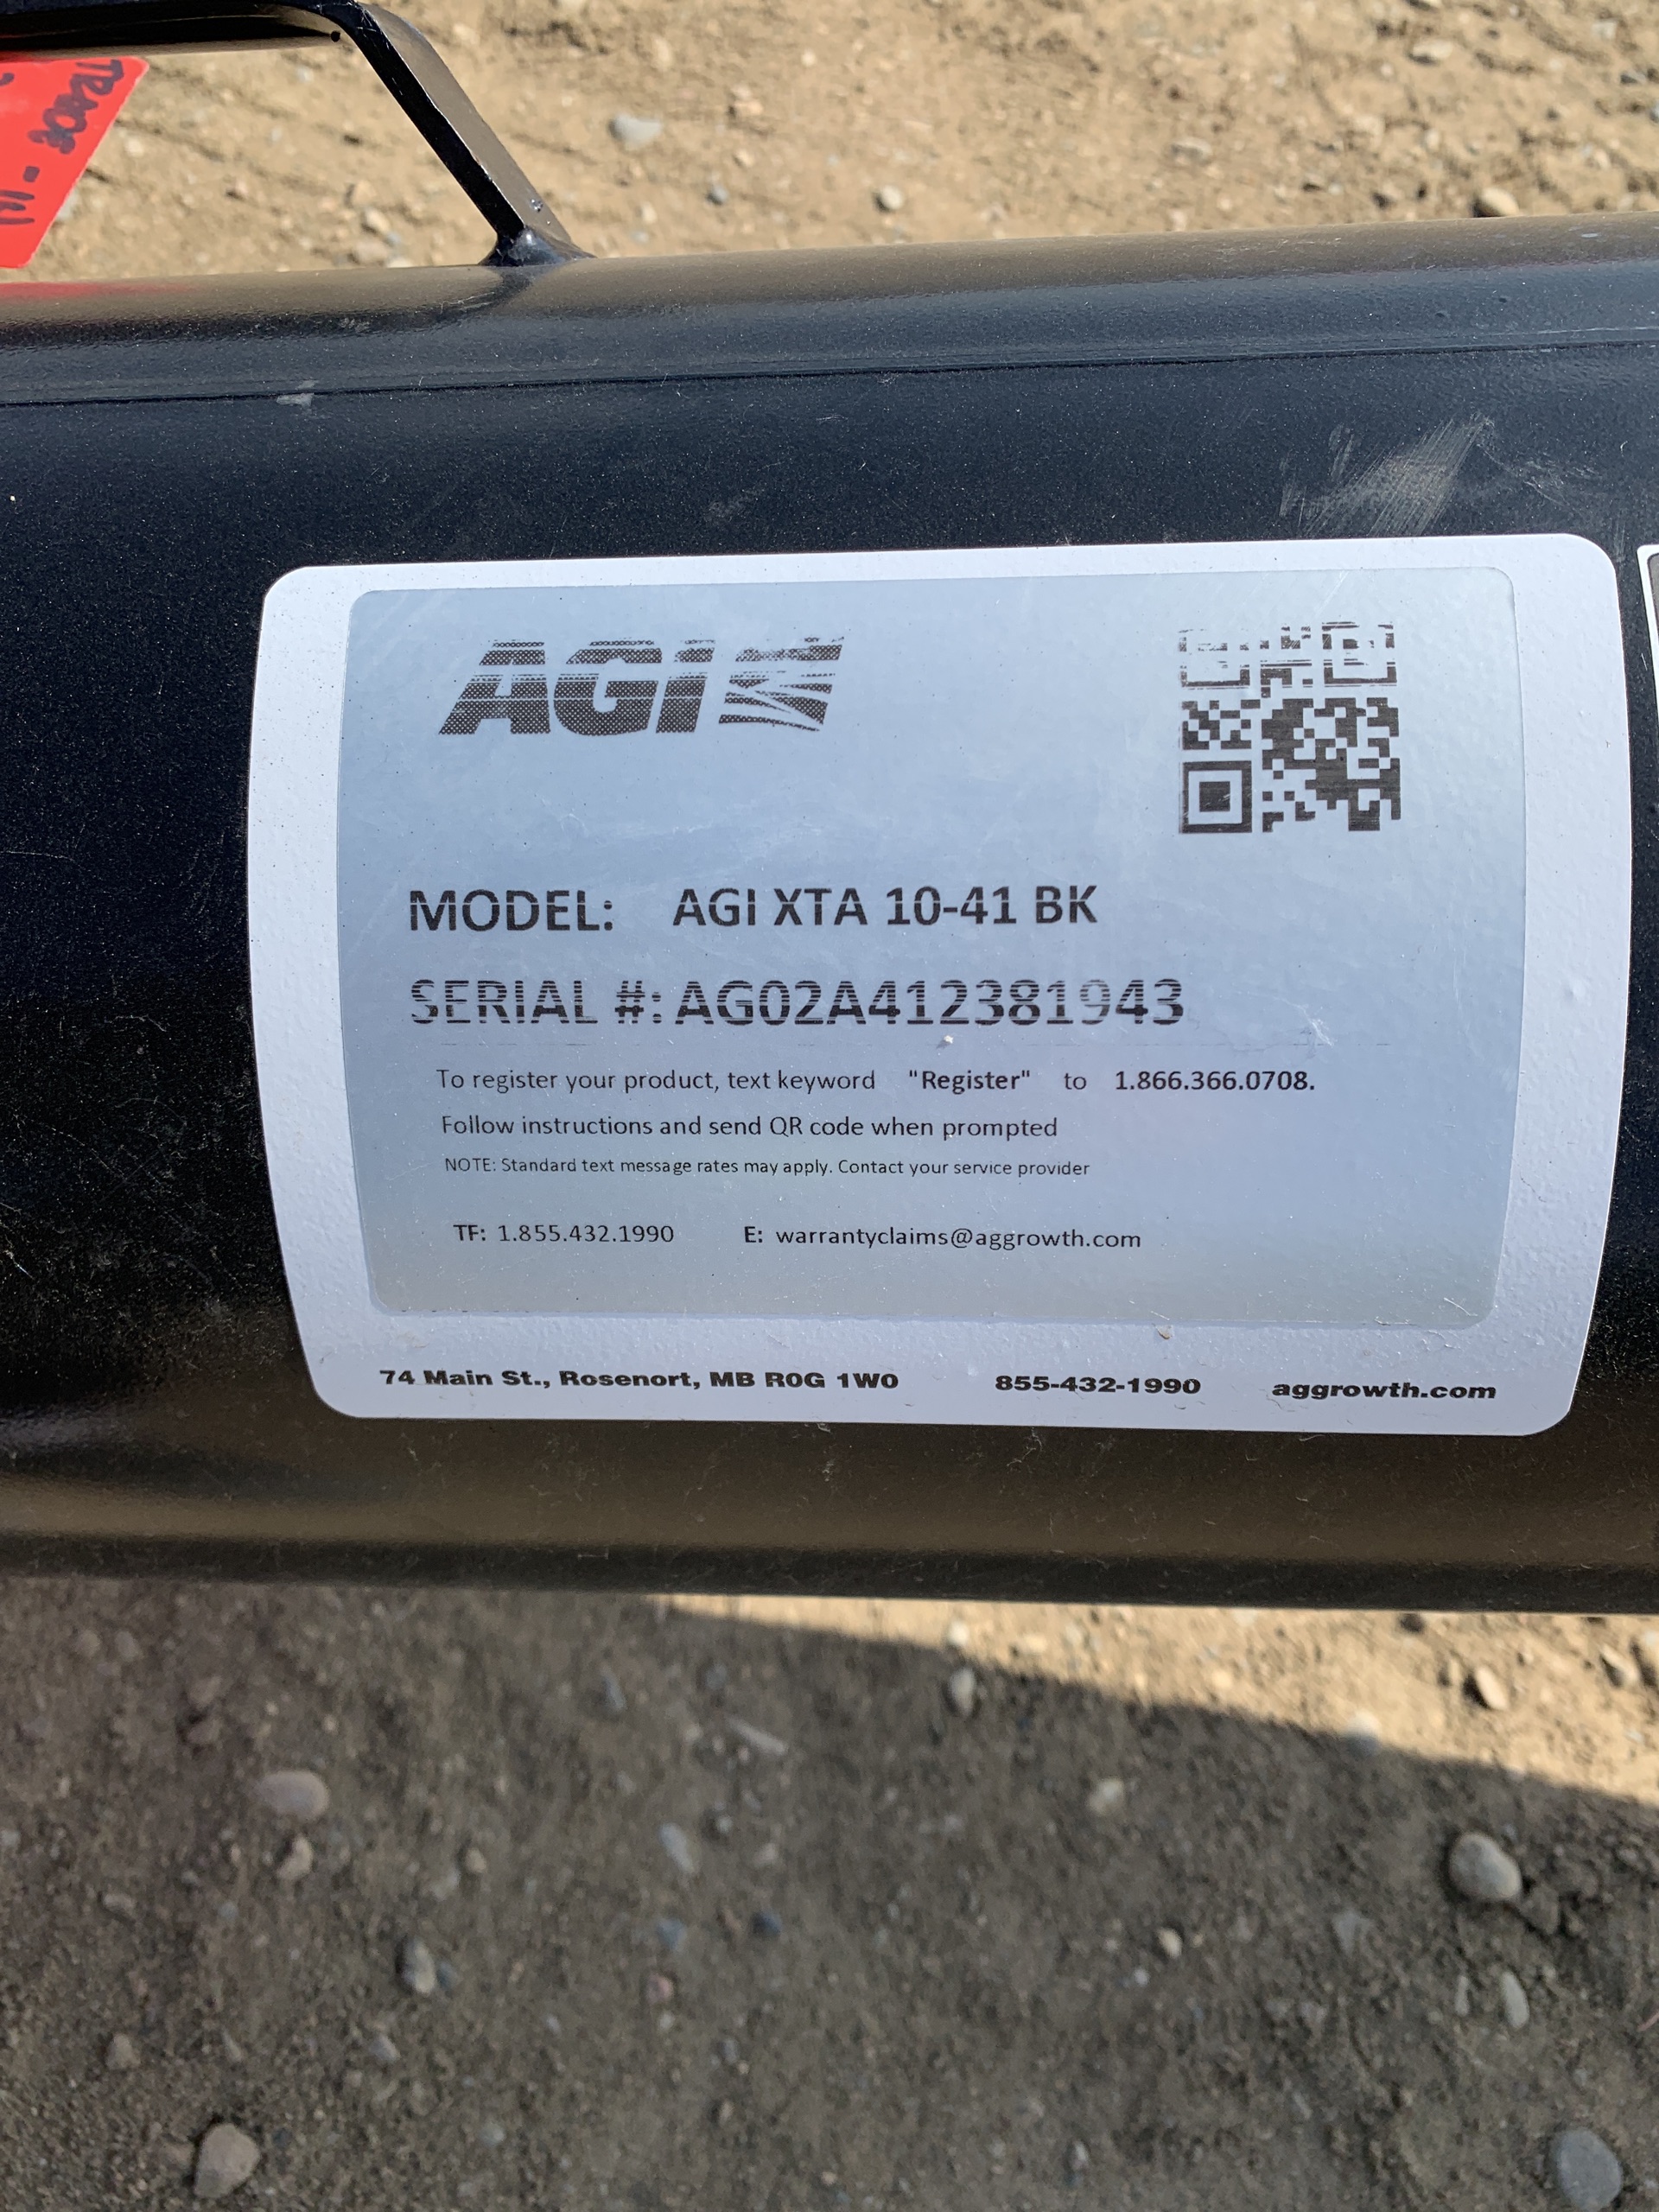 TRADE -
AGI
MODEL: AGI XTA 10-41 BK
SERIAL #: AG02A412381943
To register your product, text keyword "Register" to 1.866.366.0708.
Follow instructions and send QR code when prompted
NOTE: Standard text message rates may apply. Contact your service provider
TF: 1.855.432.1990 E: warrantyclaims@aggrowth.com
74 Main St., Rosenort, MB R0G 1W0 855-432-1990 aggrowth.com